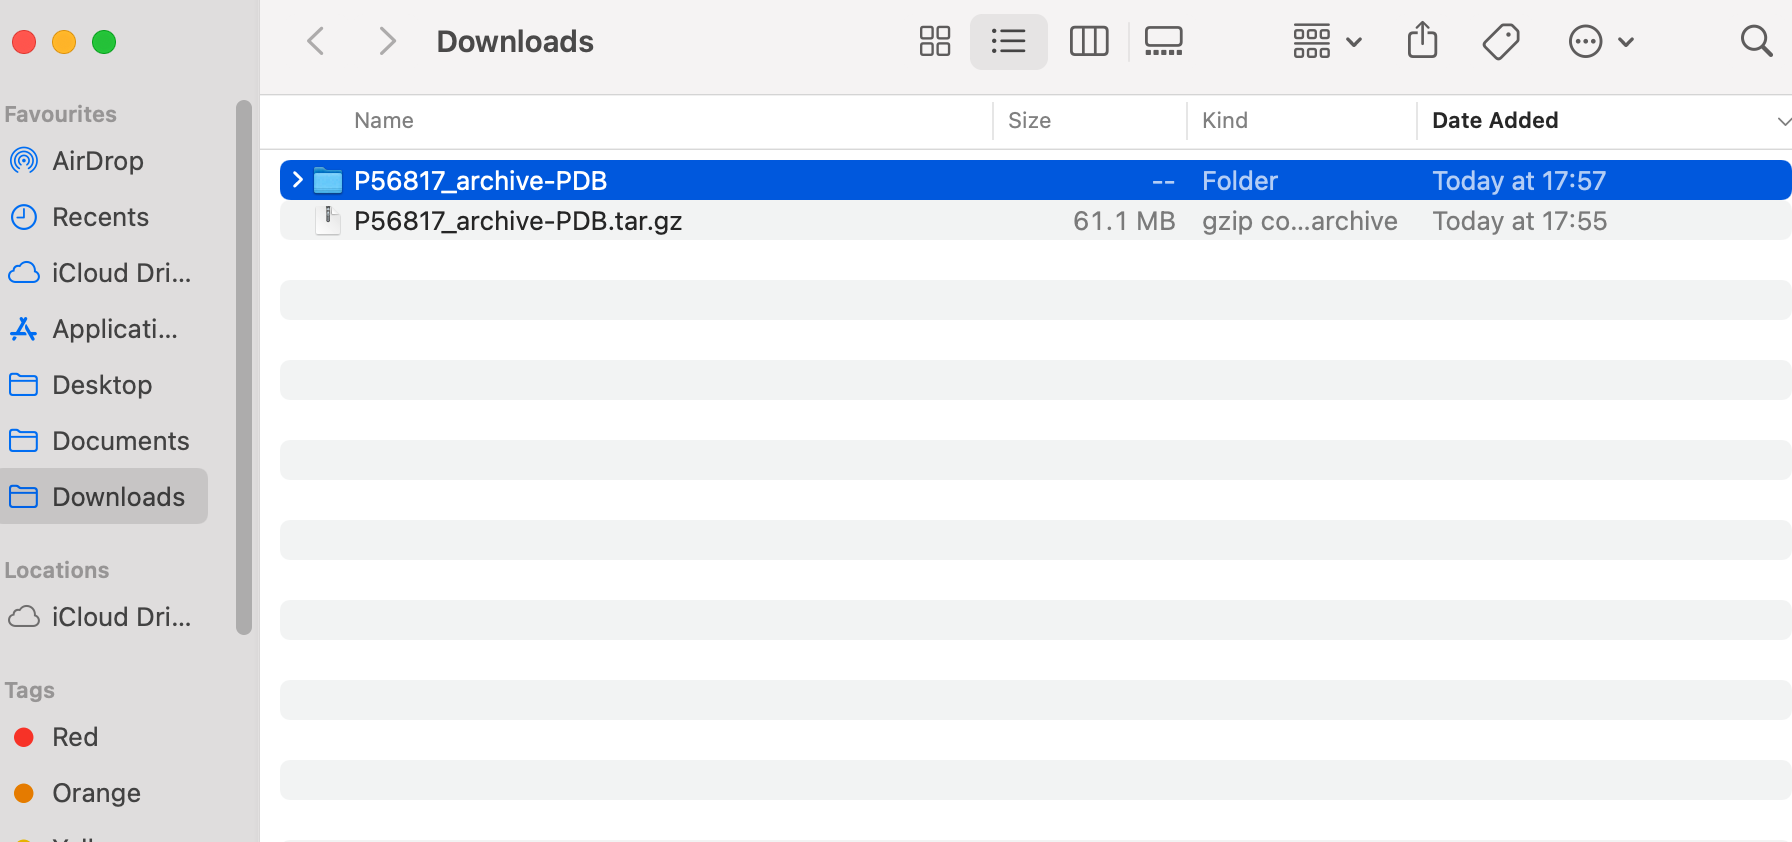 Downloads
Favourites
AirDrop
Recents
iCloud Dri...
Applicati...
Desktop
Documents
Downloads
Locations
iCloud Dri...
Tags
Red
Orange
Name Size Kind Date Added
P56817_archive-PDB -- Folder Today at 17:57
P56817_archive-PDB.tar.gz 61.1 MB gzip co...archive Today at 17:55